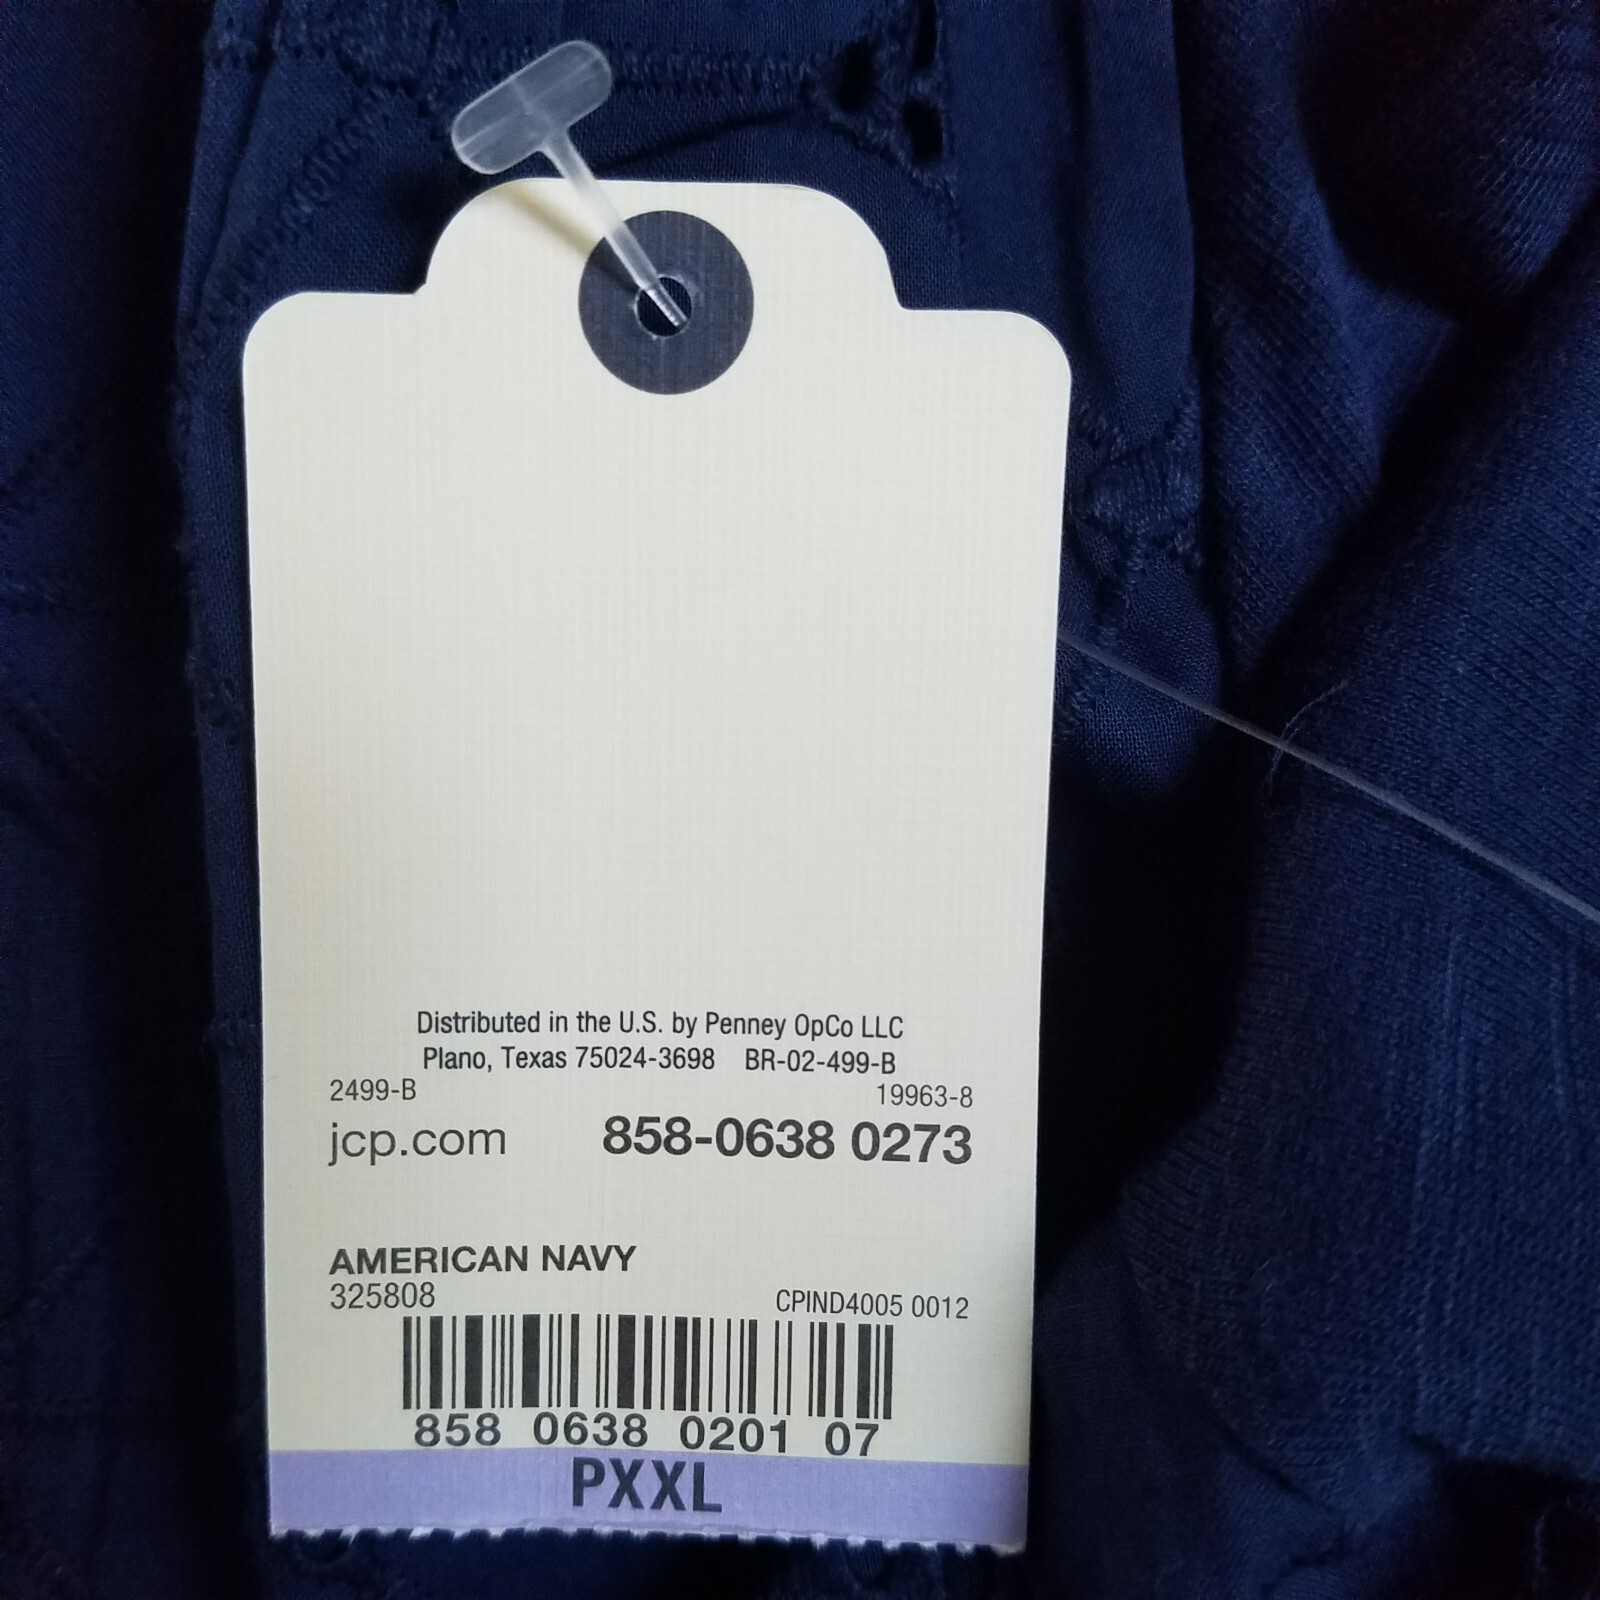 Distributed in the U.S. by Penney OpCo LLC
Plano, Texas 75024-3698 BR-02-499-B
2499-B 19963-8
jcp.com 858-0638 0273
AMERICAN NAVY
325808 CPIND4005 0012
858 0638 0201 07
PXXL